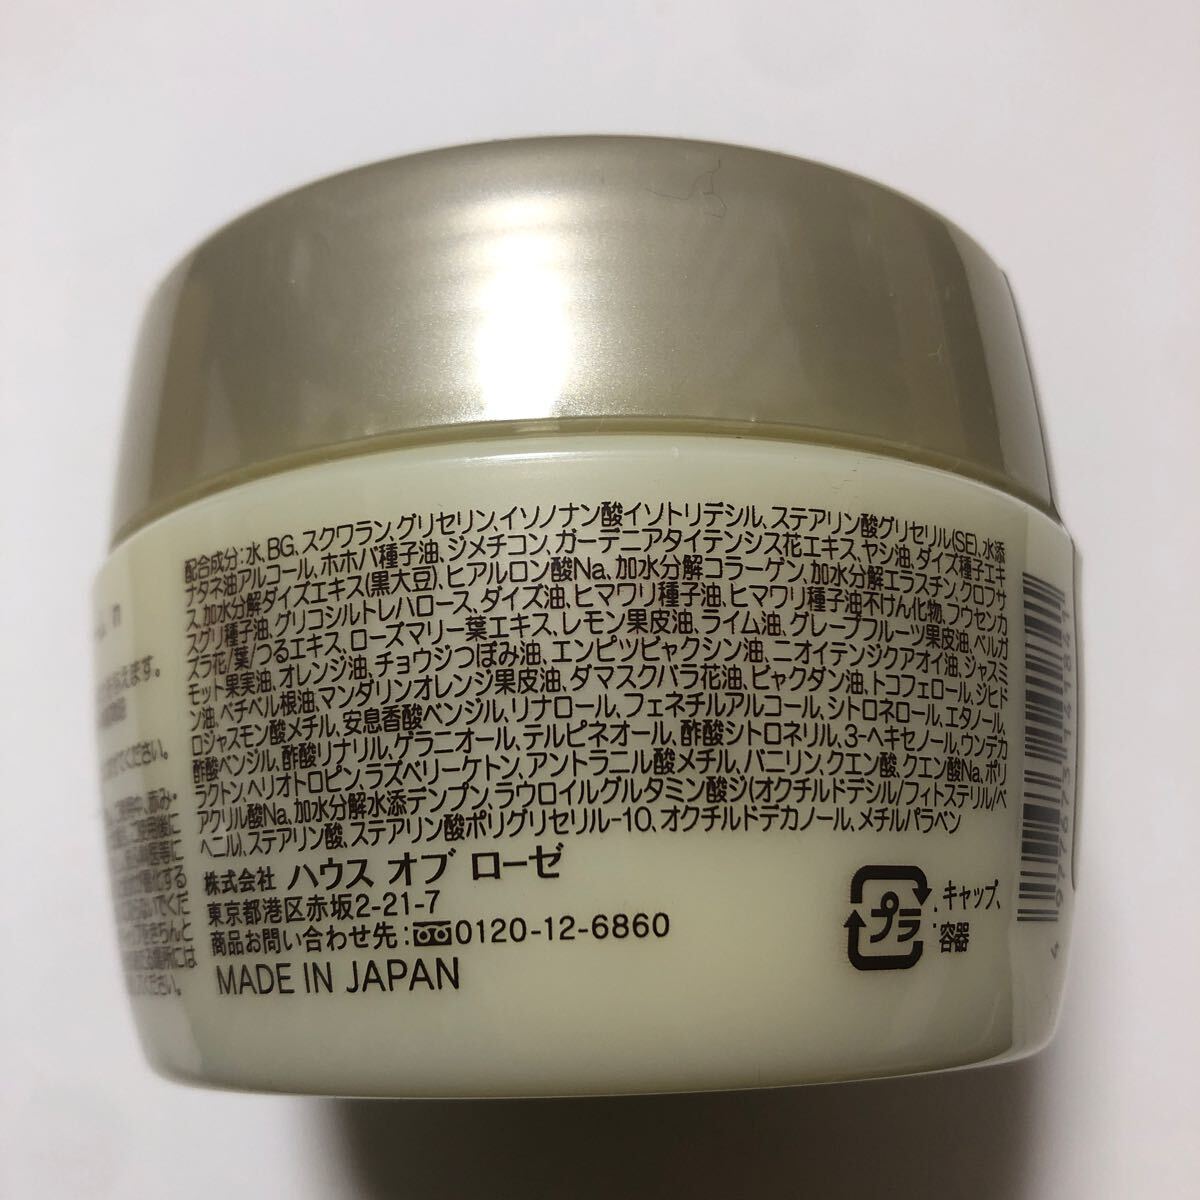 配合成分:水、BG、スクワラン、グリセリン、イソノナン酸イソトリデシル、ステアリン酸グリセリル(SE)、水添
ナタネ油アルコール、ホホバ種子油、ジメチコン、ガーデニアタイテンシス花エキス、ヤシ油、ダイズ種子エキ
ス、加水分解ダイズエキス(黒大豆)、ヒアルロン酸Na、加水分解コラーゲン、加水分解エラスチン、クロフサ
スグリ種子油、グリコシルトレハロース、ダイズ油、ヒマワリ種子油、ヒマワリ種子油不けん化物、フウセンカ
ズラ花/葉/つるエキス、ローズマリー葉エキス、レモン果皮油、ライム油、グレープフルーツ果皮油、ベルガ
モット果実油、オレンジ油、チョウジつぼみ油、エンピツビャクシン油、ニオイテンジクアオイ油、ジャスミ
ン油、ベチベル根油、マンダリンオレンジ果皮油、ダマスクバラ花油、ビャクダン油、トコフェロール、ジヒド
ロジャスモン酸メチル、安息香酸ベンジル、リナロール、フェネチルアルコール、シトロネロール、エタノール、
酢酸ベンジル、酢酸リナリル、ゲラニオール、テルピネオール、酢酸シトロネリル、3-ヘキセノール、ウンデカ
ラクトン、ヘリオトロピン、ラズベリーケトン、アントラニル酸メチル、バニリン、クエン酸、クエン酸Na、ポリ
アクリル酸Na、加水分解水添デンプン、ラウロイルグルタミン酸ジ(オクチルドデシル/フィトステリル/ベ
ヘニル)、ステアリン酸、ステアリン酸ポリグリセリル-10、オクチルドデカノール、メチルパラベン
株式会社 ハウス オブ ローゼ
東京都港区赤坂2-21-7
商品お問い合わせ先:0120-12-6860
MADE IN JAPAN
プラ :キャップ、
容器
えます。
ください。